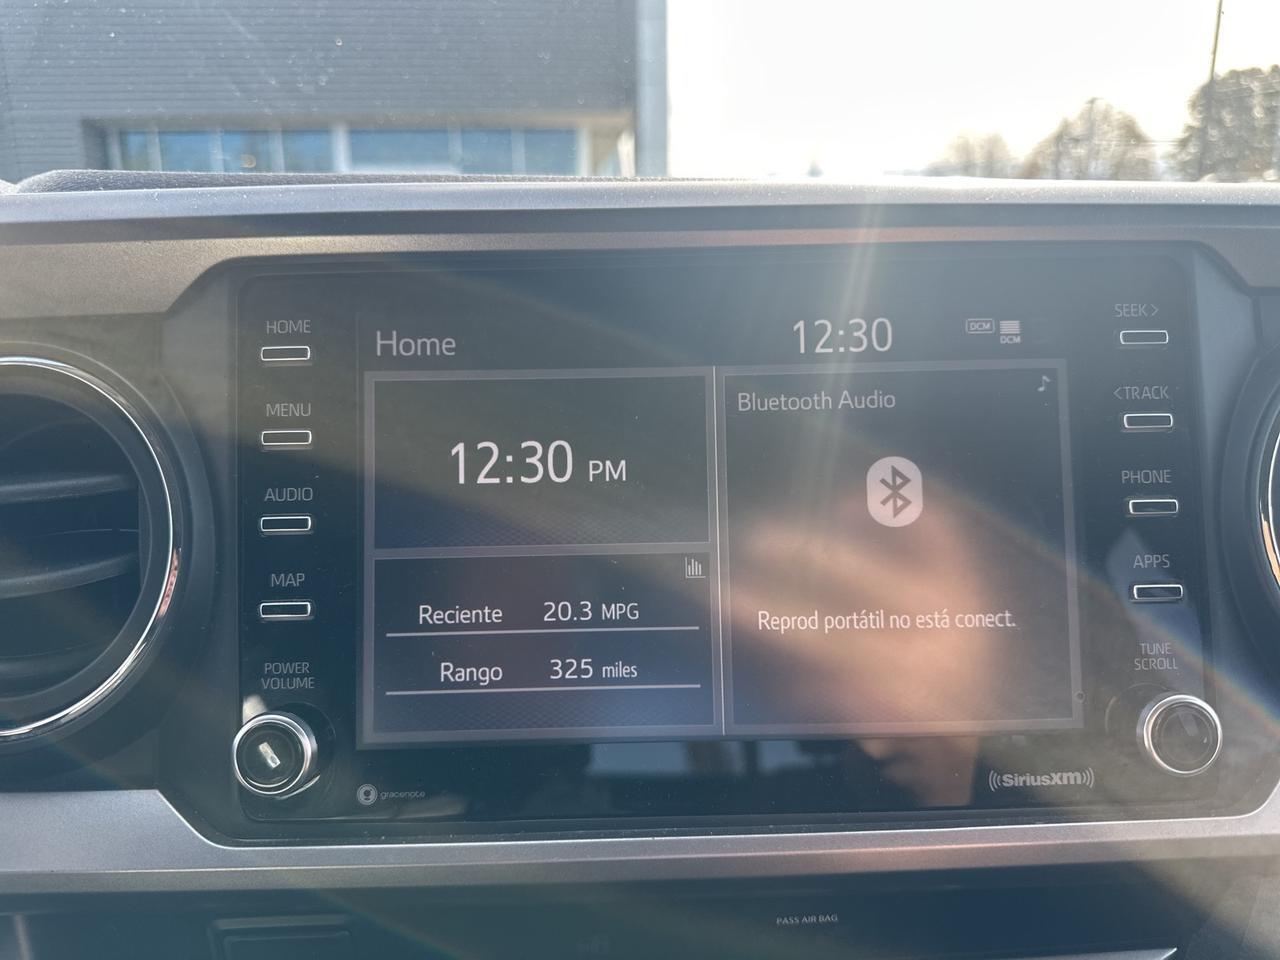 HOME
MENU
AUDIO
MAP
POWER
VOLUME
Home
12:30
DCM
DCM
12:30 PM
Reciente 20.3 MPG
Rango 325 miles
Bluetooth Audio
Reprod portátil no está conect.
SEEK >
< TRACK
PHONE
APPS
TUNE
SCROLL
gracenote
SiriusXM
PASS AIR BAG